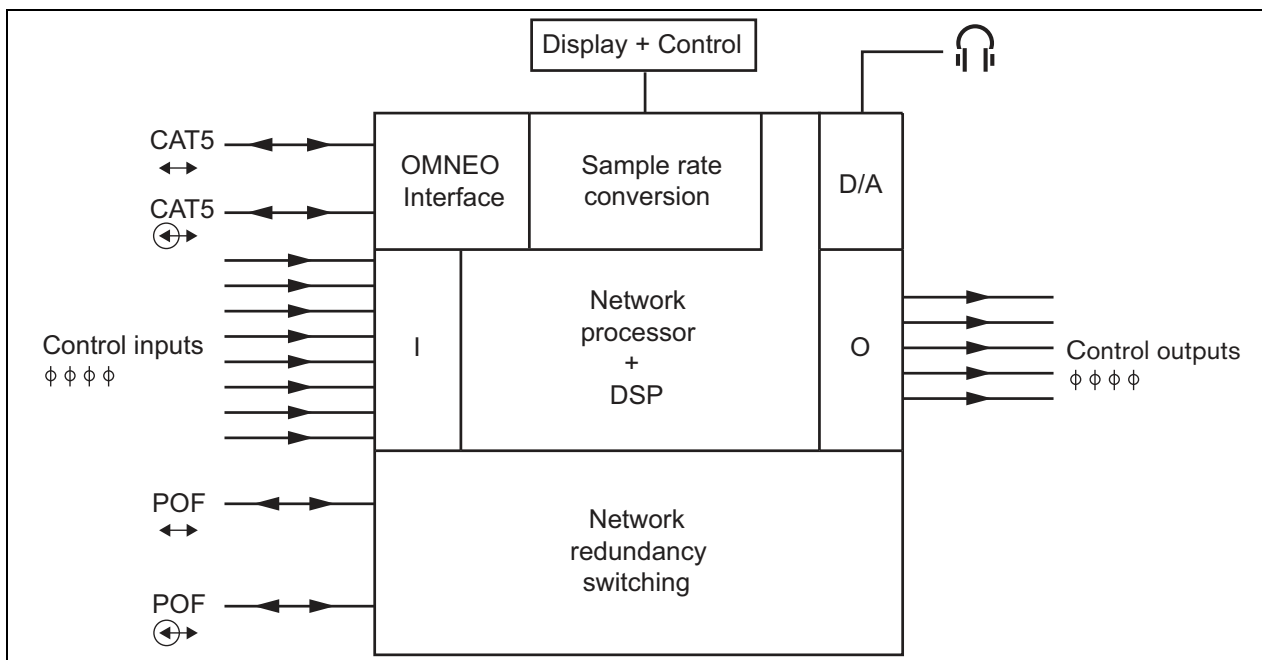 Display + Control
CAT5
CAT5
OMNEO
Interface
Sample rate
conversion
D/A
Control inputs
ϕ ϕ ϕ ϕ
I
Network
processor
+
DSP
O
Control outputs
ϕ ϕ ϕ ϕ
POF
POF
Network
redundancy
switching